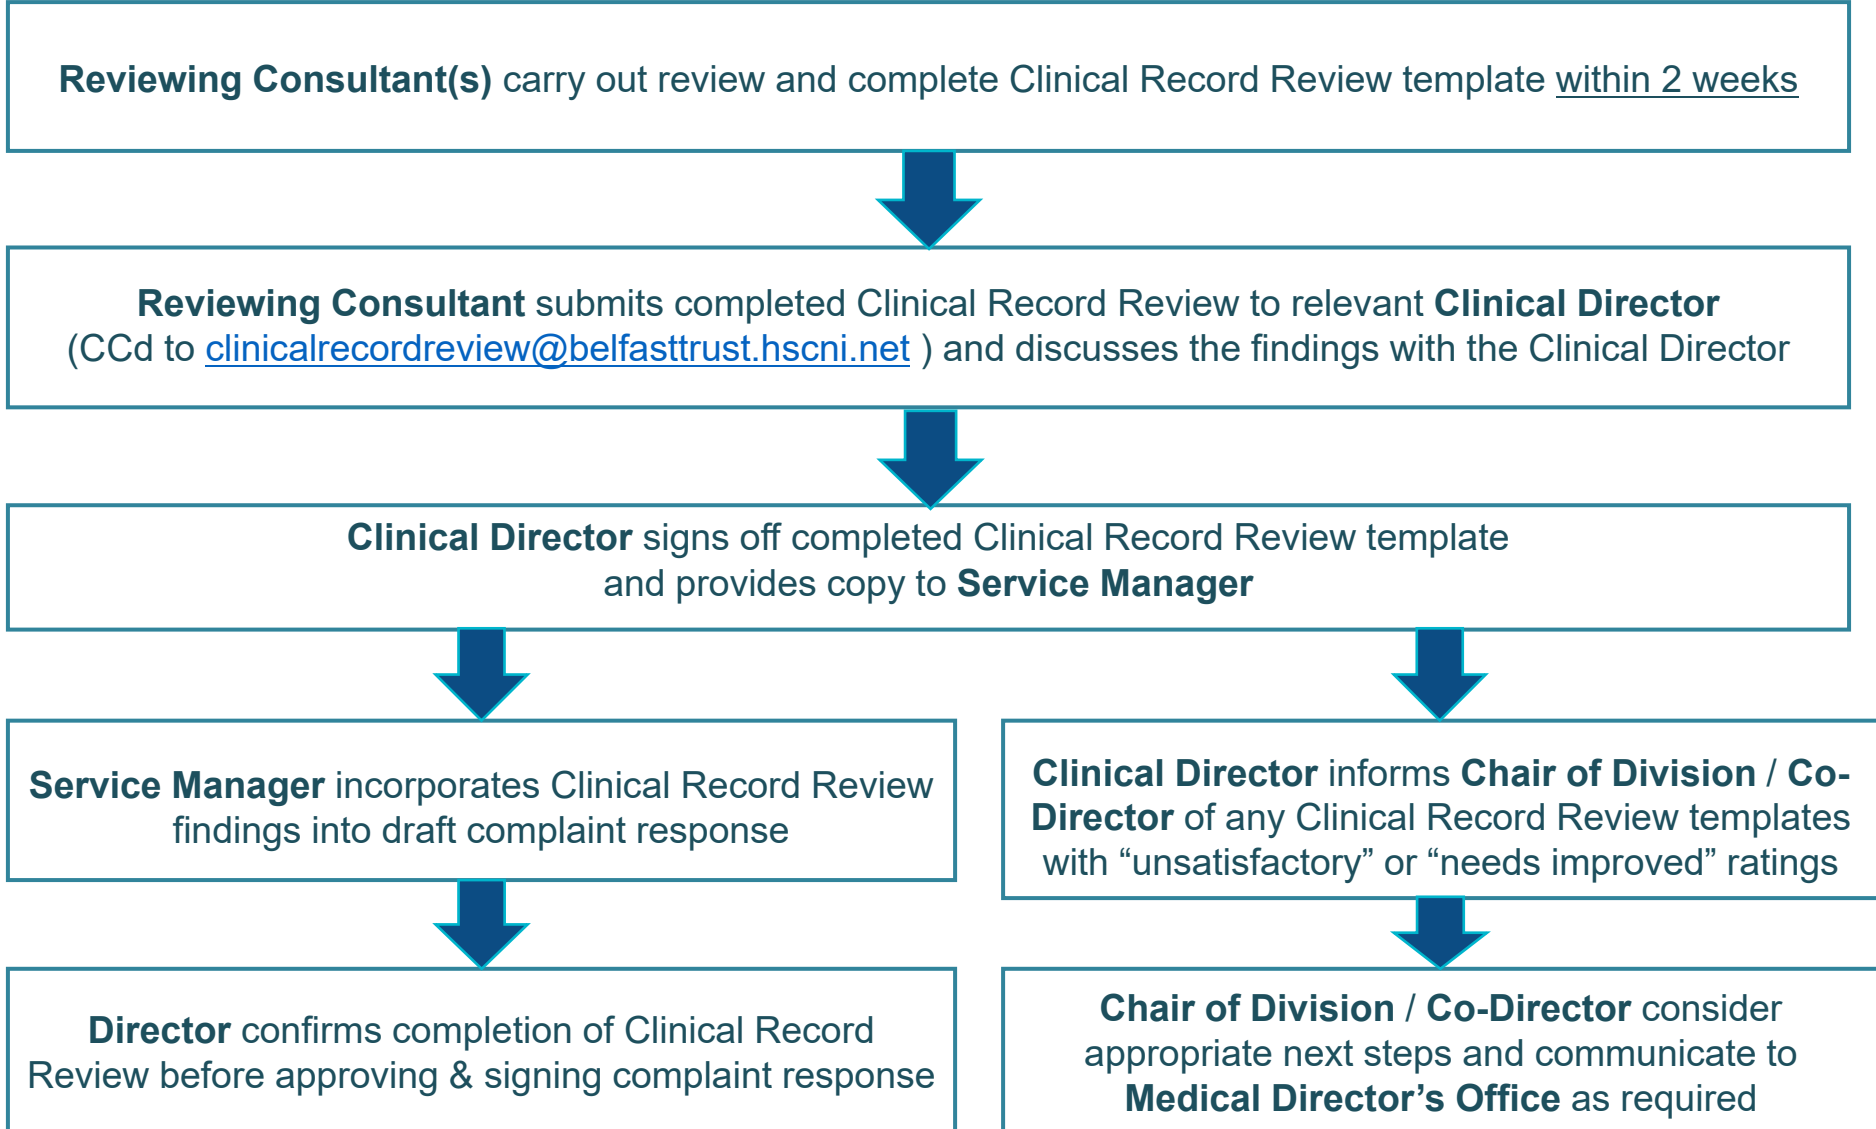 Reviewing Consultant(s) carry out review and complete Clinical Record Review template within 2 weeks
Reviewing Consultant submits completed Clinical Record Review to relevant Clinical Director
(CCd to clinicalrecordreview@belfasttrust.hscni.net ) and discusses the findings with the Clinical Director
Clinical Director signs off completed Clinical Record Review template
and provides copy to Service Manager
Service Manager incorporates Clinical Record Review
findings into draft complaint response
Director confirms completion of Clinical Record
Review before approving & signing complaint response
Clinical Director informs Chair of Division / Co-
Director of any Clinical Record Review templates
with “unsatisfactory” or “needs improved” ratings
Chair of Division / Co-Director consider
appropriate next steps and communicate to
Medical Director’s Office as required